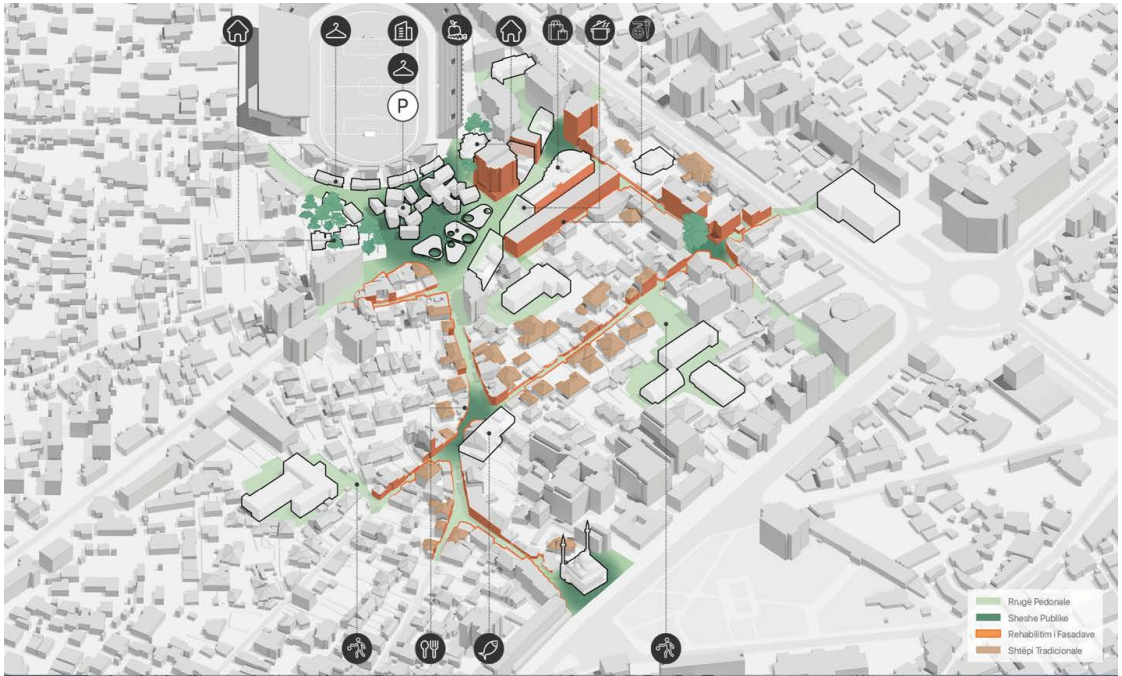 P
Rrugë Pedonale
Sheshe Publike
Rehabilitim i Fasadave
Shtëpi Tradicionale